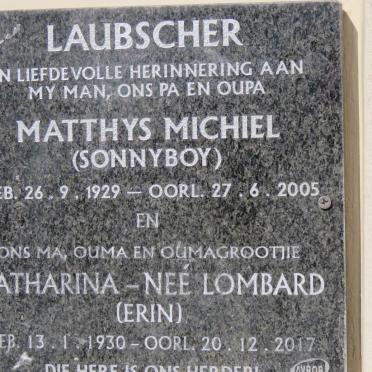 LAUBSCHER
N LIEFDEVOLLE HERINNERING AAN
MY MAN, ONS PA EN OUPA
MATTHYS MICHIEL
(SONNYBOY)
EB. 26.9.1929 — OORL. 27.6.2005
EN
ONS MA, OUMA EN OUMAGROOTJIE
ATHARINA – NEÉ LOMBARD
(ERIN)
EB. 13.1.1930 – OORL. 20.12.2017
DIE HERE IS ONS HERDER!